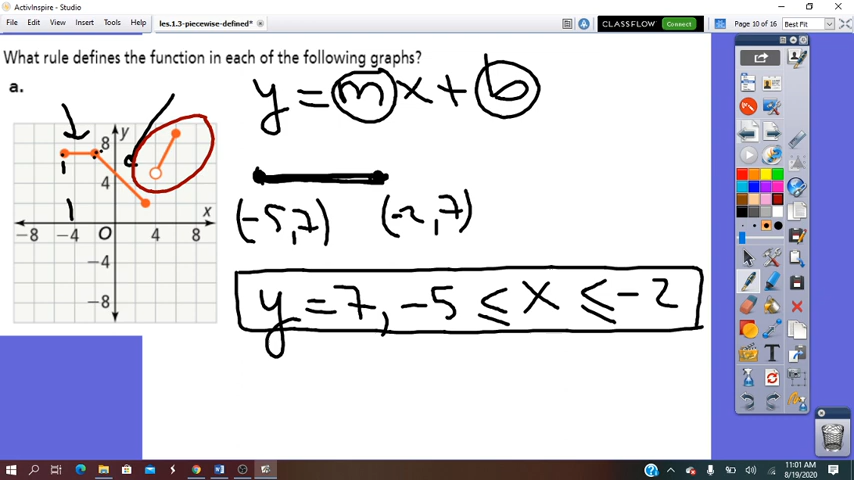 ActivInspire - Studio
File Edit View Insert Tools Help
les.1.3-piecewise-defined*
CLASSFLOW Connect
Page 10 of 16
Best Fit
What rule defines the function in each of the following graphs?
a.
y = mx + b
y
8
4
x
-8 -4 O 4 8
-4
-8
(-5,7) (-2,7)
y = 7, -5 ≤ x ≤ -2
T
11:01 AM
8/19/2020